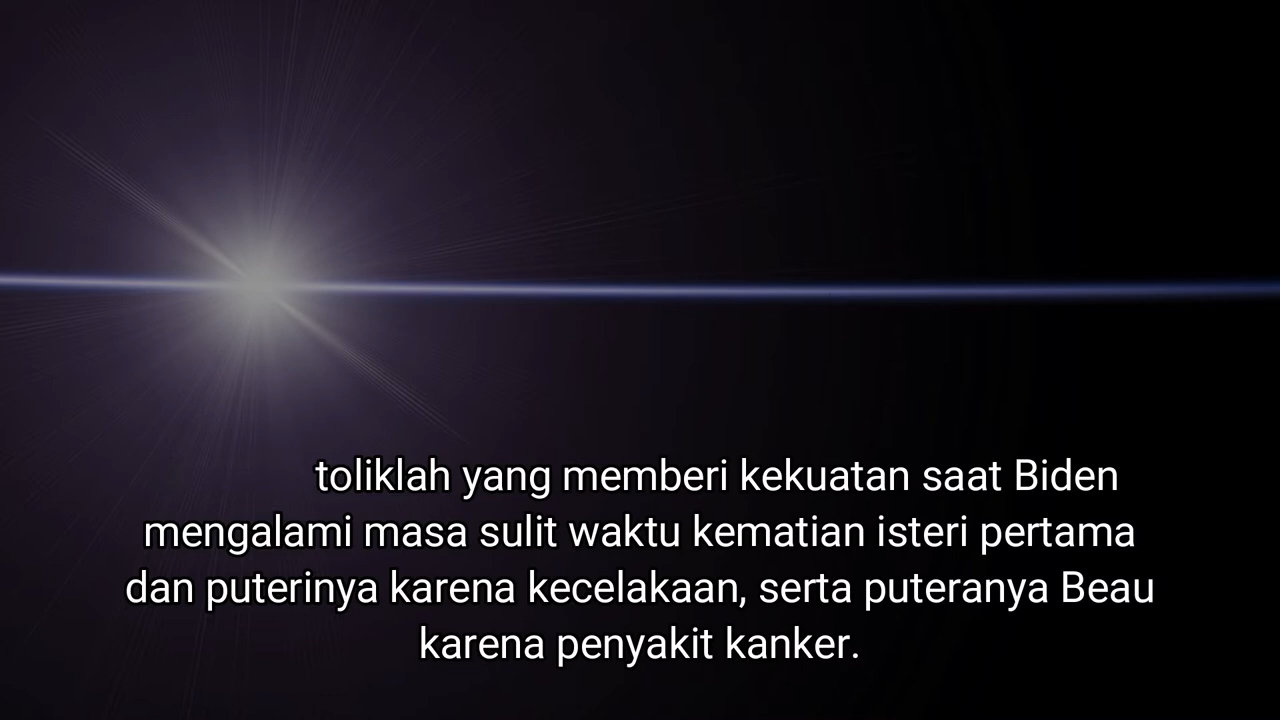 toliklah yang memberi kekuatan saat Biden
mengalami masa sulit waktu kematian isteri pertama
dan puterinya karena kecelakaan, serta puteranya Beau
karena penyakit kanker.